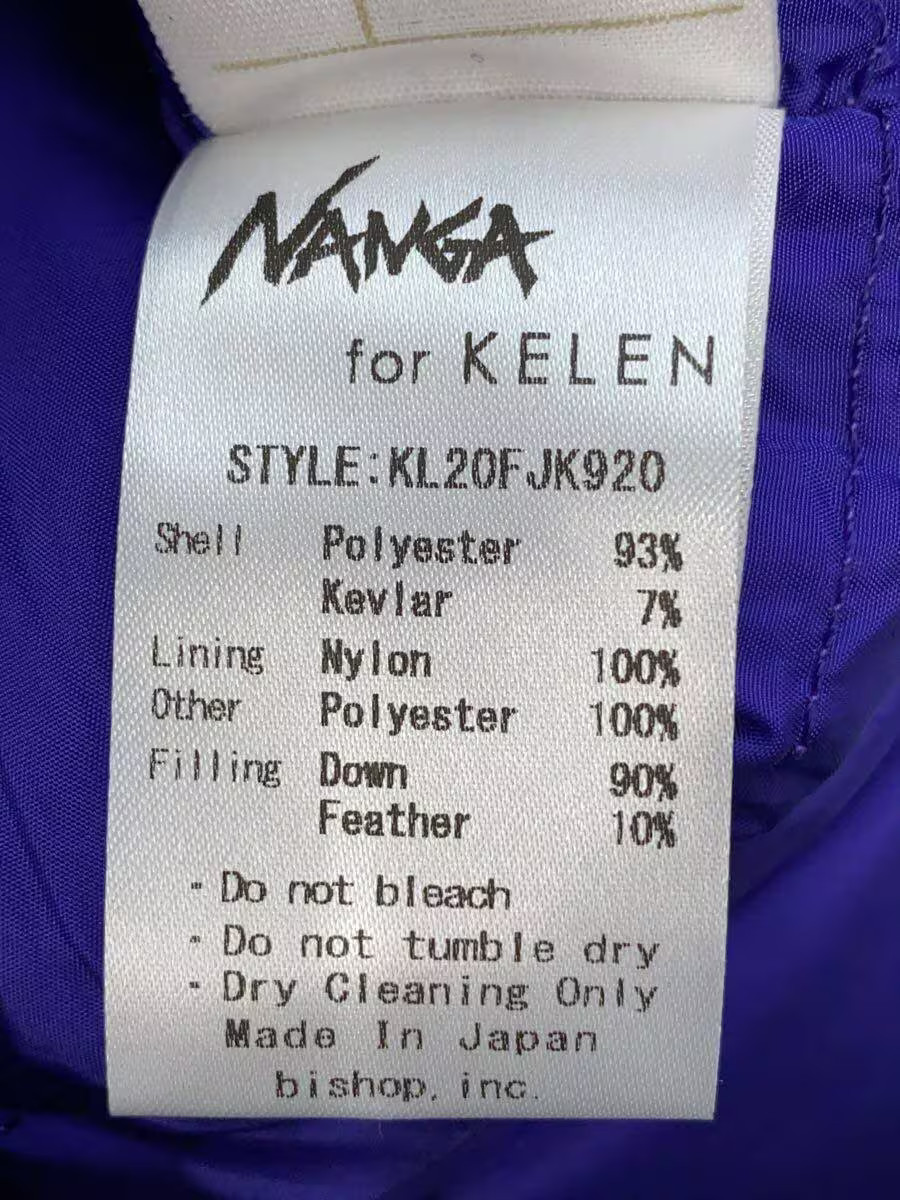 NANGA
for KELEN
STYLE:KL20FJK920
Shell Polyester 93%
Kevlar 7%
Lining Nylon 100%
Other Polyester 100%
Filling Down 90%
Feather 10%
- Do not bleach
- Do not tumble dry
- Dry Cleaning Only
Made In Japan
bishop, inc.